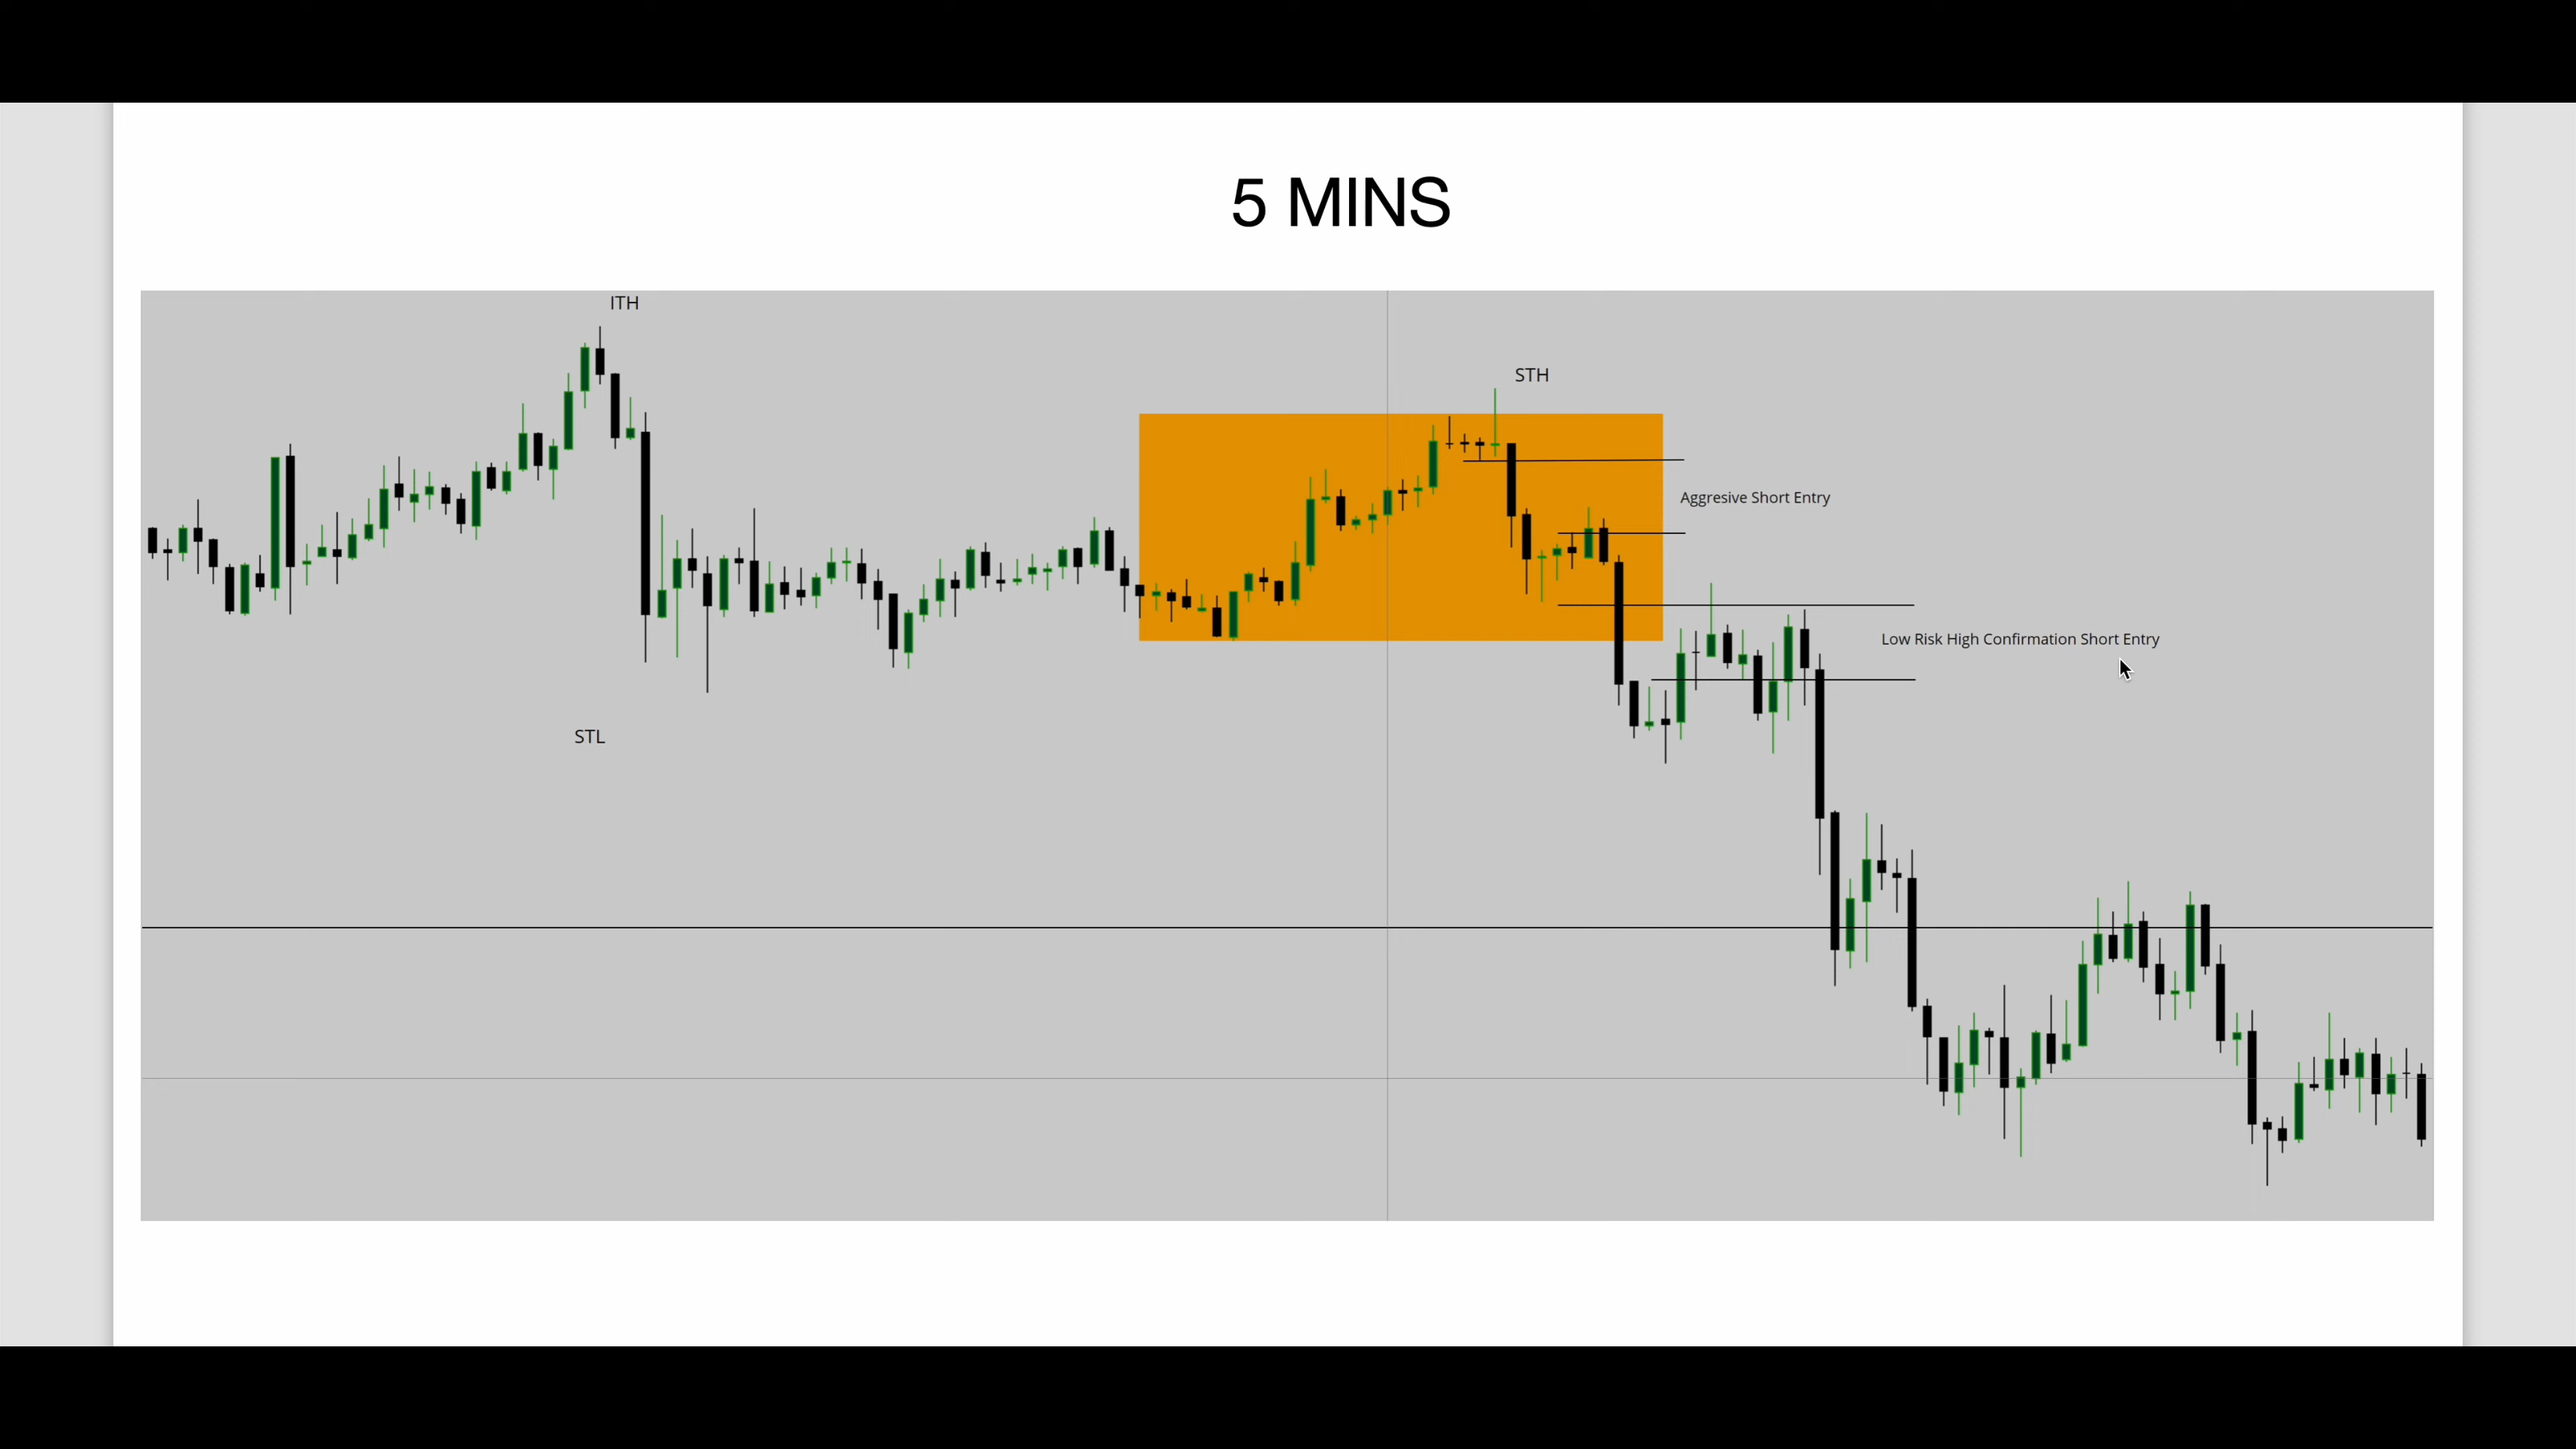 5 MINS
ITH
STH
Aggresive Short Entry
Low Risk High Confirmation Short Entry
STL